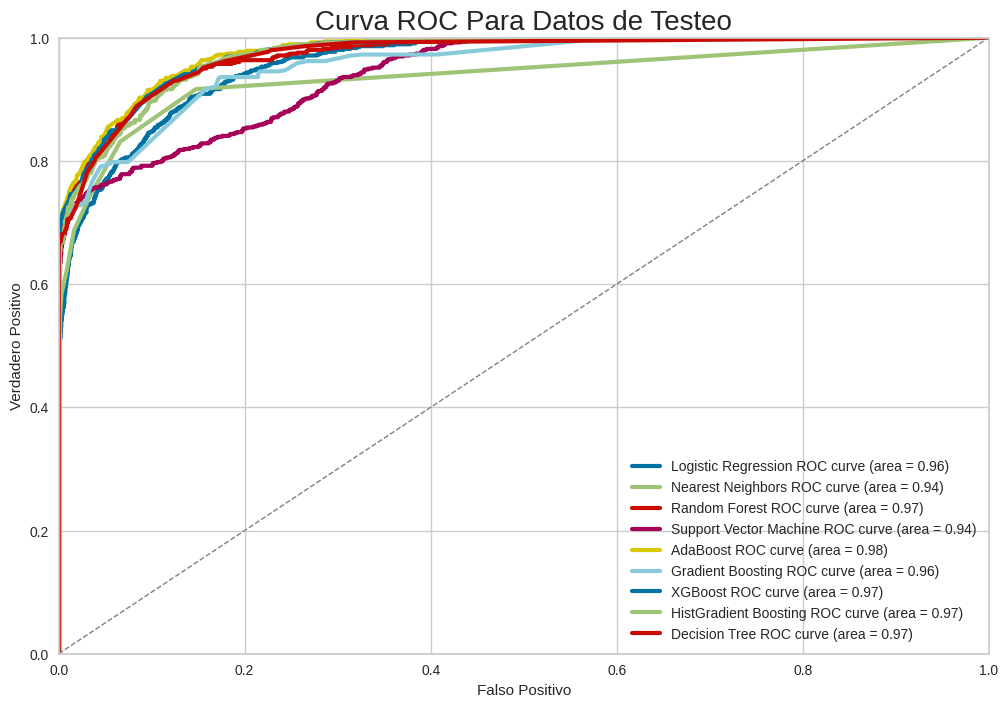 Curva ROC Para Datos de Testeo
1.0
0.8
0.6
0.4
0.2
0.0
Verdadero Positivo
Logistic Regression ROC curve (area = 0.96)
Nearest Neighbors ROC curve (area = 0.94)
Random Forest ROC curve (area = 0.97)
Support Vector Machine ROC curve (area = 0.94)
AdaBoost ROC curve (area = 0.98)
Gradient Boosting ROC curve (area = 0.96)
XGBoost ROC curve (area = 0.97)
HistGradient Boosting ROC curve (area = 0.97)
Decision Tree ROC curve (area = 0.97)
0.0 0.2 0.4 0.6 0.8 1.0
Falso Positivo